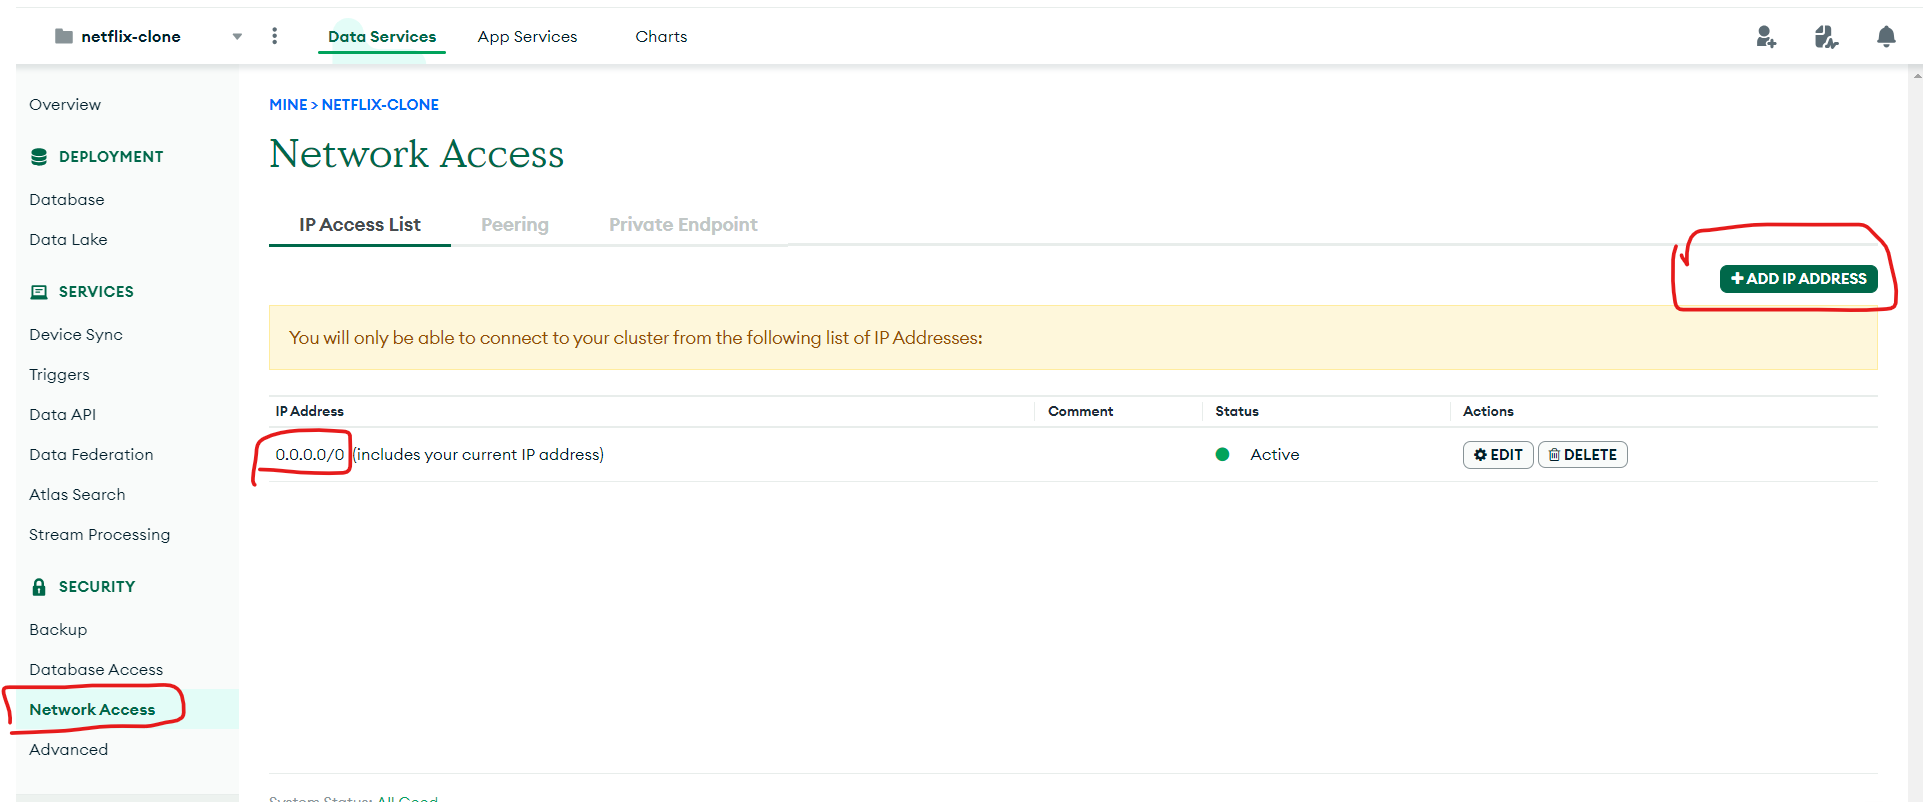 netflix-clone
Data Services
App Services
Charts
Overview
DEPLOYMENT
Database
Data Lake
SERVICES
Device Sync
Triggers
Data API
Data Federation
Atlas Search
Stream Processing
SECURITY
Backup
Database Access
Network Access
Advanced
MINE > NETFLIX-CLONE
Network Access
IP Access List
Peering
Private Endpoint
+ ADD IP ADDRESS
You will only be able to connect to your cluster from the following list of IP Addresses:
IP Address Comment Status Actions
0.0.0.0/0 (includes your current IP address) Active EDIT DELETE
System Status: All Good